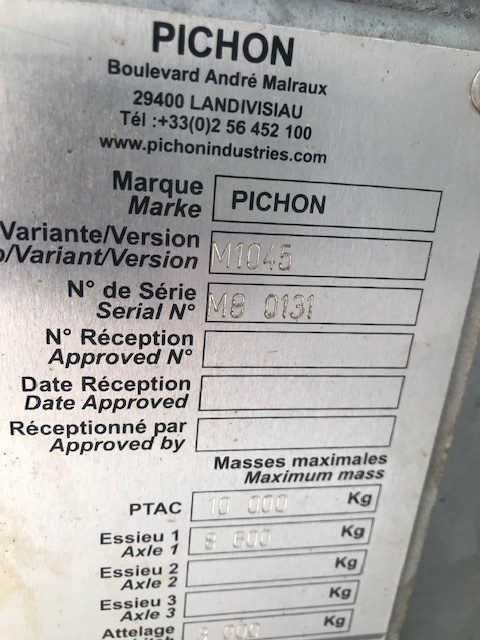 PICHON
Boulevard André Malraux
29400 LANDIVISIAU
Tél :+33(0)2 56 452 100
www.pichonindustries.com
Marque
Marke
PICHON
Variante/Version
o/Variant/Version
M1045
N° de Série
Serial N°
M8 0131
N° Réception
Approved N°
Date Réception
Date Approved
Réceptionné par
Approved by
Masses maximales
Maximum mass
PTAC
10 000
Kg
Essieu 1
Axle 1
8 000
Kg
Essieu 2
Axle 2
Kg
Essieu 3
Axle 3
Kg
Attelage
000
Kg